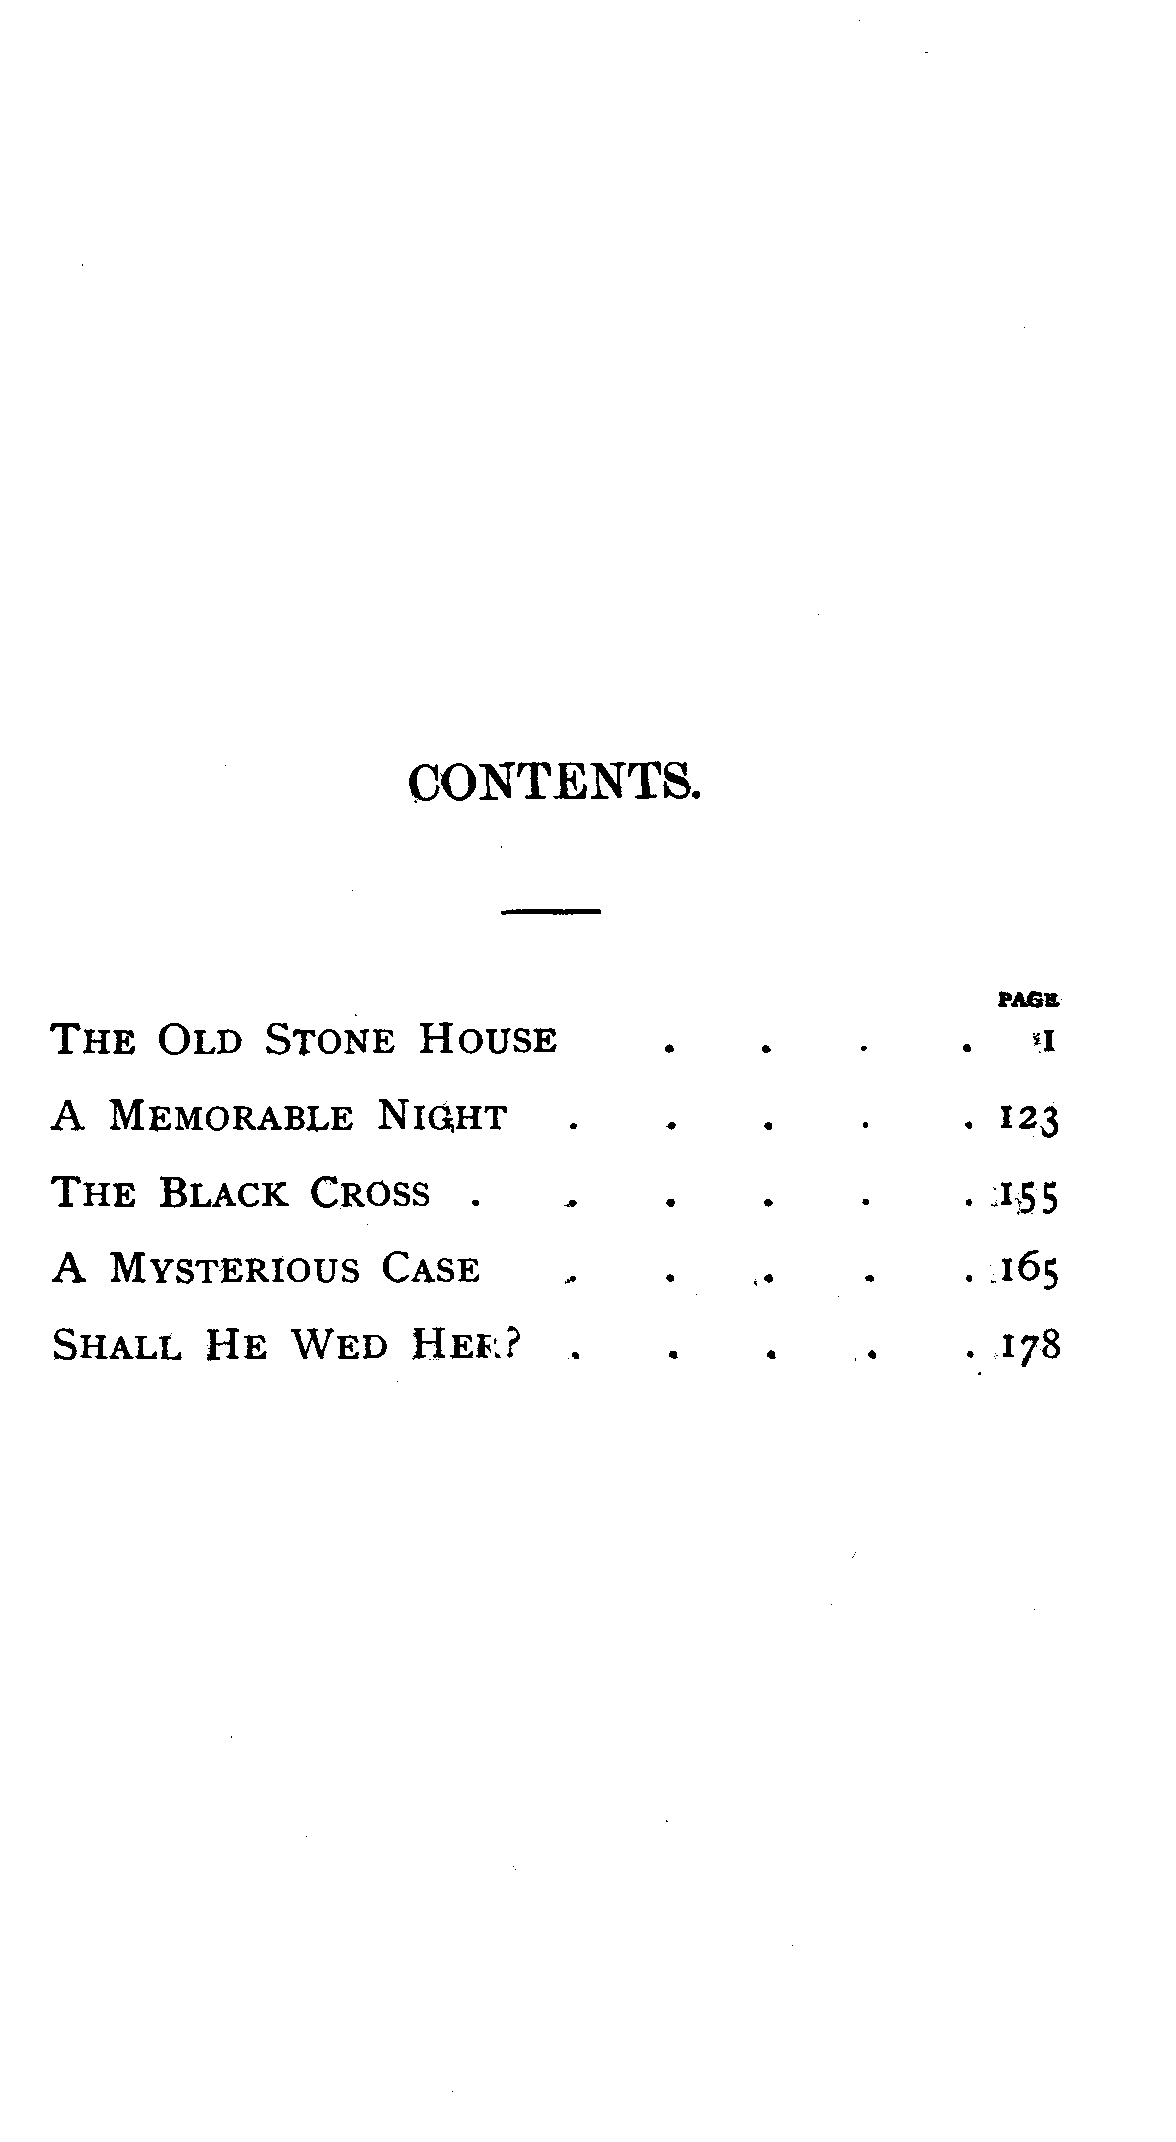 CONTENTS.
PAGE
THE OLD STONE HOUSE . . . . 1
A MEMORABLE NIGHT . . . . . 123
THE BLACK CROSS . . . . . . 155
A MYSTERIOUS CASE . . . . . 165
SHALL HE WED HER? . . . . . 178